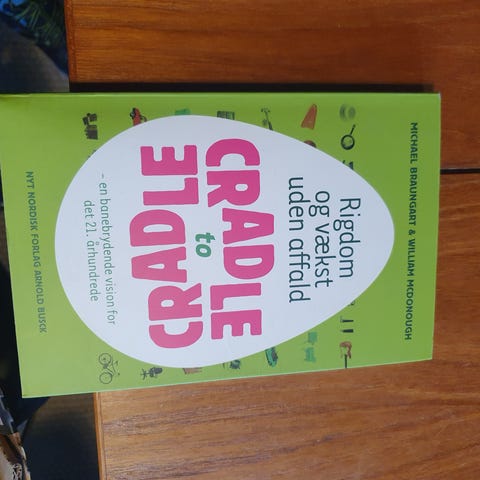 MICHAEL BRAUNGART & WILLIAM MCDONOUGH
Rigdom
og vækst
uden affald
CRADLE
to
CRADLE
- en banebrydende vision for
det 21. århundrede
NYT NORDISK FORLAG ARNOLD BUSCK